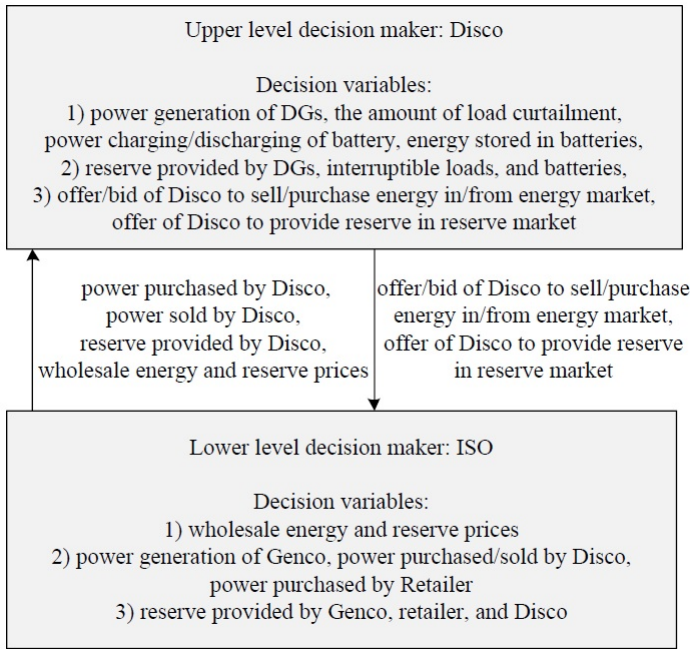 Upper level decision maker: Disco
Decision variables:
1) power generation of DGs, the amount of load curtailment,
power charging/discharging of battery, energy stored in batteries,
2) reserve provided by DGs, interruptible loads, and batteries,
3) offer/bid of Disco to sell/purchase energy in/from energy market,
offer of Disco to provide reserve in reserve market
power purchased by Disco,
power sold by Disco,
reserve provided by Disco,
wholesale energy and reserve prices
offer/bid of Disco to sell/purchase
energy in/from energy market,
offer of Disco to provide reserve
in reserve market
Lower level decision maker: ISO
Decision variables:
1) wholesale energy and reserve prices
2) power generation of Genco, power purchased/sold by Disco,
power purchased by Retailer
3) reserve provided by Genco, retailer, and Disco